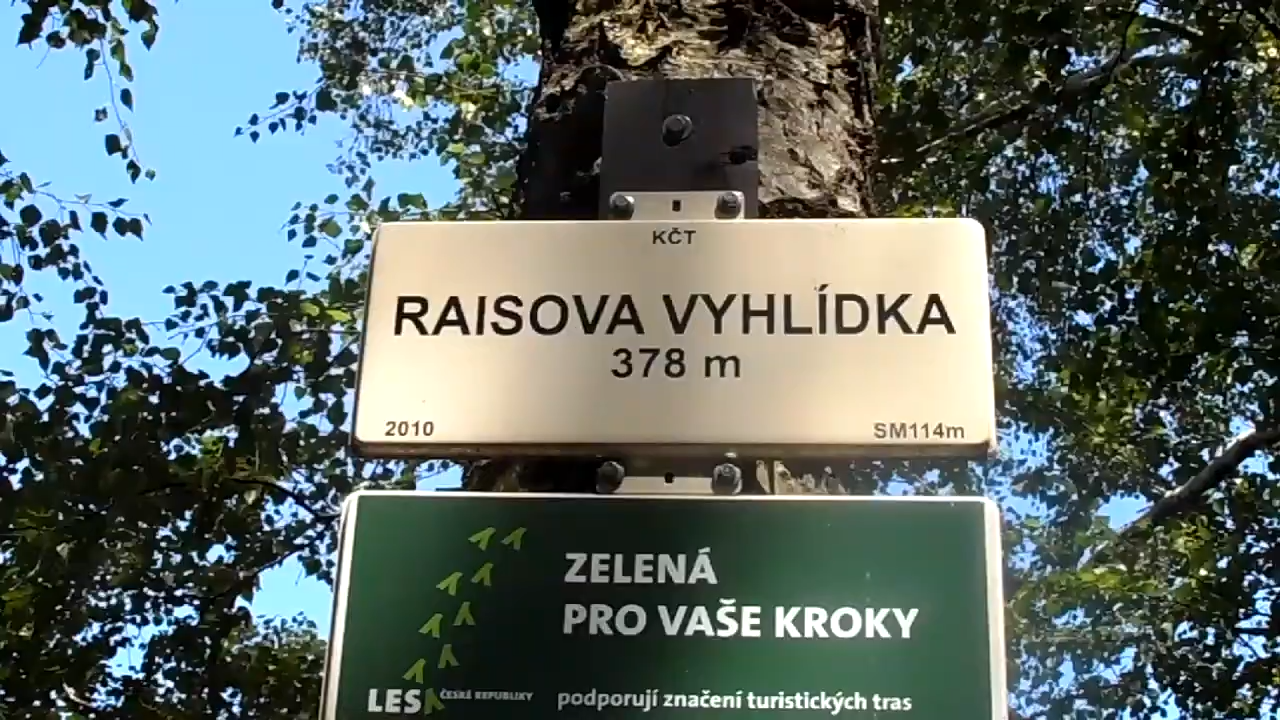 KČT
RAISOVA VYHLÍDKA
378 m
2010 SM114m
ZELENÁ
PRO VAŠE KROKY
LESY ČESKÉ REPUBLIKY podporují značení turistických tras